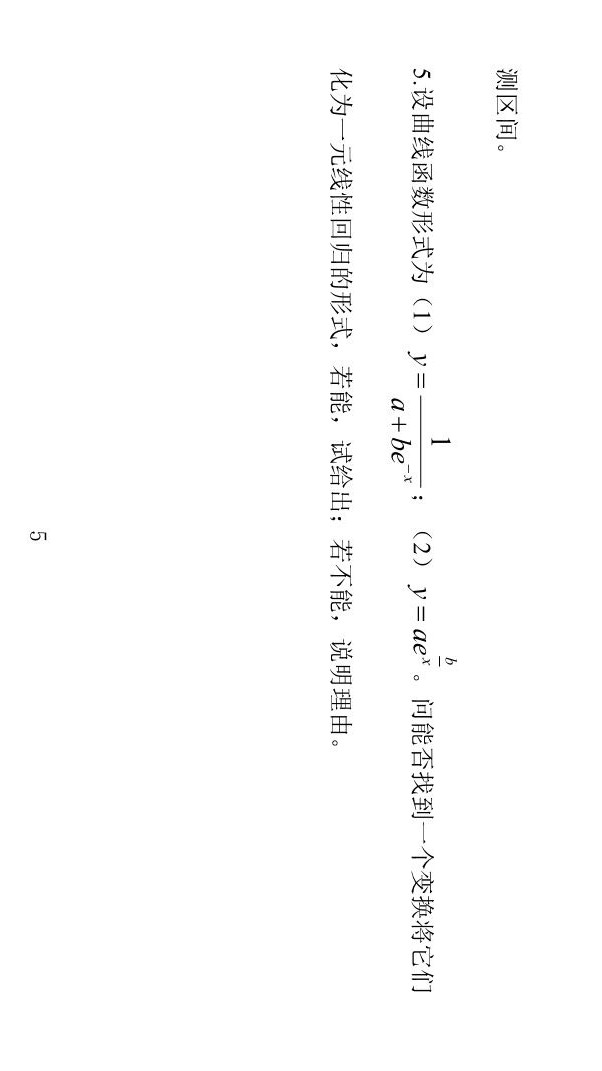 测区间。
5.设曲线函数形式为（1） $y=\frac{1}{a+be^{-x}}$；（2） $y=ae^{\frac{b}{x}}$。问能否找到一个变换将它们
化为一元线性回归的形式，若能，试给出；若不能，说明理由。
5